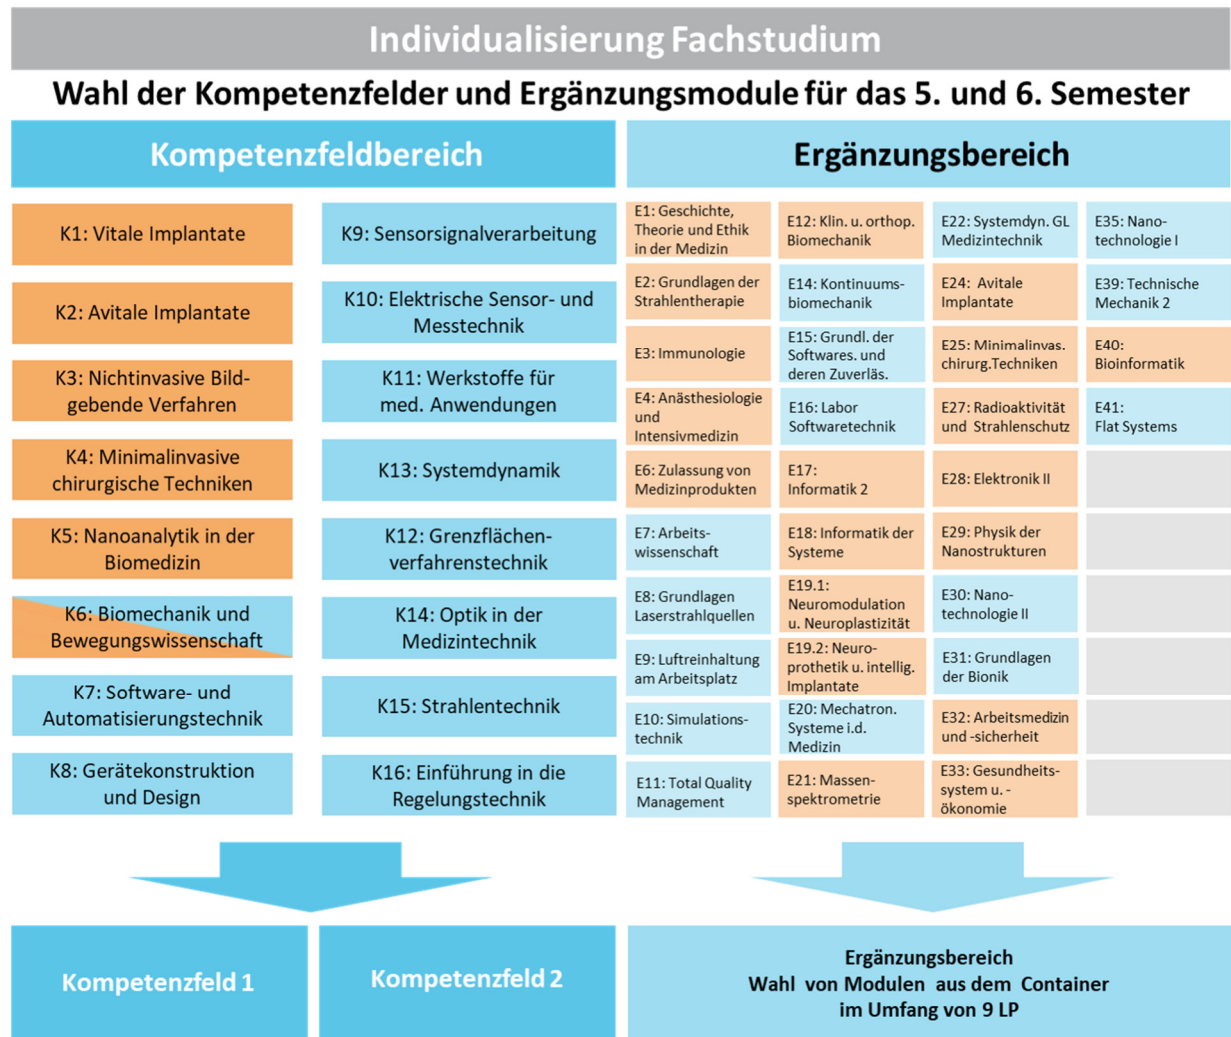 Individualisierung Fachstudium
Wahl der Kompetenzfelder und Ergänzungsmodule für das 5. und 6. Semester
Kompetenzfeldbereich
K1: Vitale Implantate
K2: Avitale Implantate
K3: Nichtinvasive Bild-
gebende Verfahren
K4: Minimalinvasive
chirurgische Techniken
K5: Nanoanalytik in der
Biomedizin
K6: Biomechanik und
Bewegungswissenschaft
K7: Software- und
Automatisierungstechnik
K8: Gerätekonstruktion
und Design
K9: Sensorsignalverarbeitung
K10: Elektrische Sensor- und
Messtechnik
K11: Werkstoffe für
med. Anwendungen
K13: Systemdynamik
K12: Grenzflächen-
verfahrenstechnik
K14: Optik in der
Medizintechnik
K15: Strahlentechnik
K16: Einführung in die
Regelungstechnik
Ergänzungsbereich
E1: Geschichte,
Theorie und Ethik
in der Medizin
E2: Grundlagen der
Strahlentherapie
E3: Immunologie
E4: Anästhesiologie
und
Intensivmedizin
E6: Zulassung von
Medizinprodukten
E7: Arbeits-
wissenschaft
E8: Grundlagen
Laserstrahlquellen
E9: Luftreinhaltung
am Arbeitsplatz
E10: Simulations-
technik
E11: Total Quality
Management
E12: Klin. u. orthop.
Biomechanik
E14: Kontinuums-
biomechanik
E15: Grundl. der
Softwares. und
deren Zuverläs.
E16: Labor
Softwaretechnik
E17:
Informatik 2
E18: Informatik der
Systeme
E19.1:
Neuromodulation
u. Neuroplastizität
E19.2: Neuro-
prothetik u. intellig.
Implantate
E20: Mechatron.
Systeme i.d.
Medizin
E21: Massen-
spektrometrie
E22: Systemdyn. GL
Medizintechnik
E24: Avitale
Implantate
E25: Minimalinvas.
chirurg.Techniken
E27: Radioaktivität
und Strahlenschutz
E28: Elektronik II
E29: Physik der
Nanostrukturen
E30: Nano-
technologie II
E31: Grundlagen
der Bionik
E32: Arbeitsmedizin
und -sicherheit
E33: Gesundheits-
system u. -
ökonomie
E35: Nano-
technologie I
E39: Technische
Mechanik 2
E40:
Bioinformatik
E41:
Flat Systems
Kompetenzfeld 1
Kompetenzfeld 2
Ergänzungsbereich
Wahl von Modulen aus dem Container
im Umfang von 9 LP